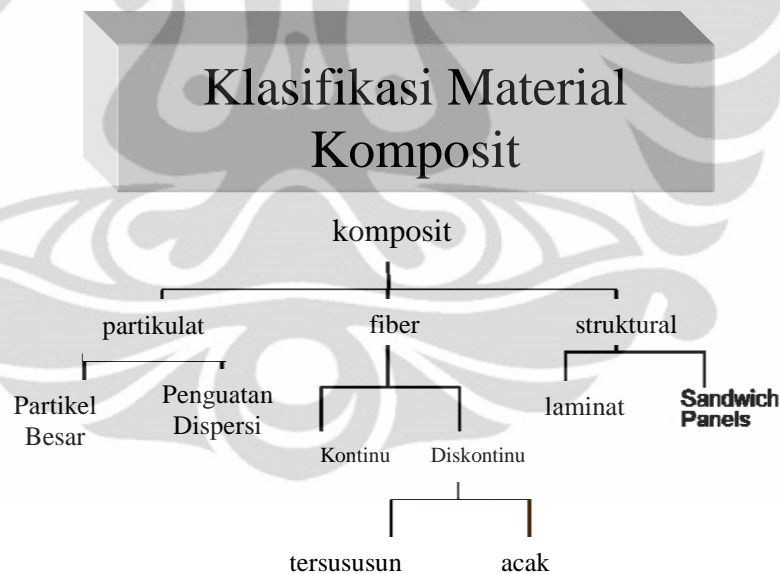 Klasifikasi Material
Komposit
komposit
partikulat fiber struktural
Partikel
Besar
Penguatan
Dispersi
Kontinu Diskontinu
laminat
Sandwich
Panels
tersususun acak